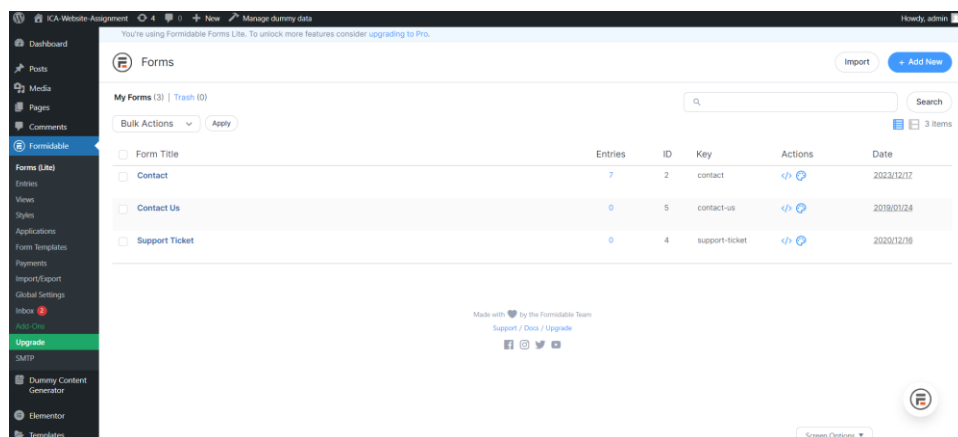 ICA-Website-Assignment 4 0 + New Manage dummy data Howdy, admin
You're using Formidable Forms Lite. To unlock more features consider upgrading to Pro.
Dashboard
Posts
Media
Pages
Comments
Formidable
Forms (Lite)
Entries
Views
Styles
Applications
Form Templates
Payments
Import/Export
Global Settings
Inbox 2
Add-Ons
Upgrade
SMTP
Dummy Content
Generator
Elementor
Templates
Forms Import + Add New
My Forms (3) | Trash (0) Search
Bulk Actions Apply 3 items
Form Title Entries ID Key Actions Date
Contact 7 2 contact </> 2023/12/17
Contact Us 0 5 contact-us </> 2019/01/24
Support Ticket 0 4 support-ticket </> 2020/12/16
Made with by the Formidable Team
Support / Docs / Upgrade
Screen Options ▼